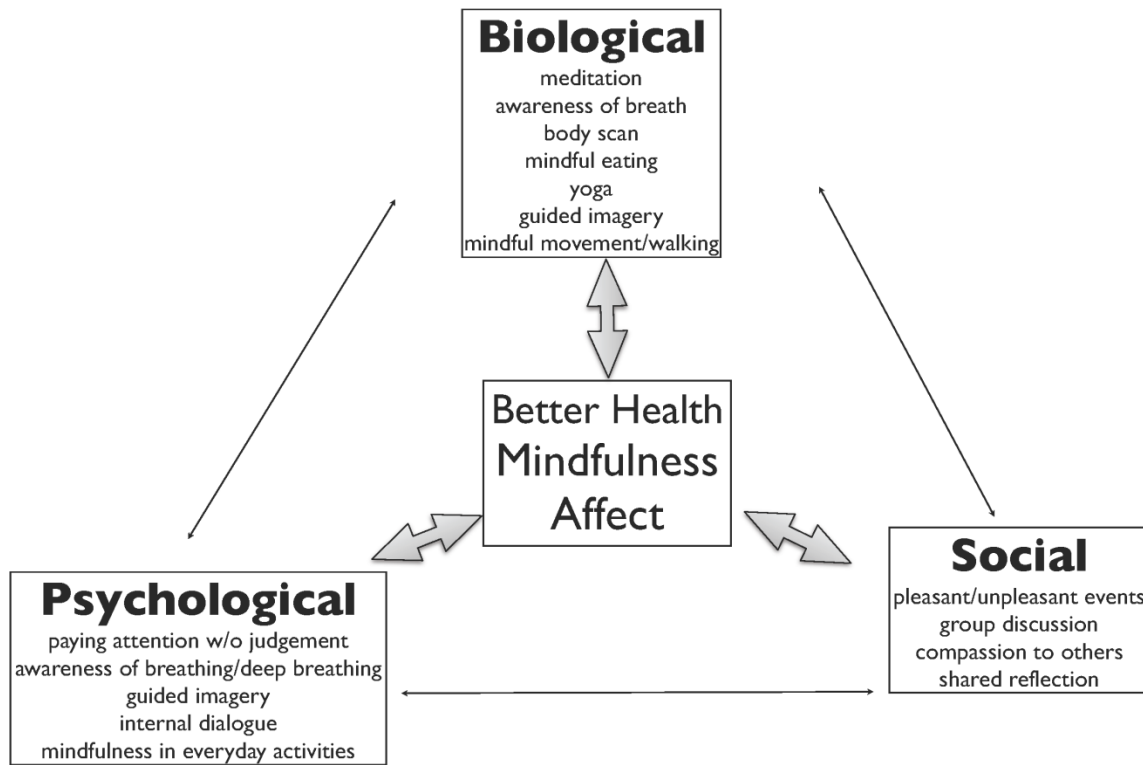 Biological
meditation
awareness of breath
body scan
mindful eating
yoga
guided imagery
mindful movement/walking
Better Health
Mindfulness
Affect
Psychological
paying attention w/o judgement
awareness of breathing/deep breathing
guided imagery
internal dialogue
mindfulness in everyday activities
Social
pleasant/unpleasant events
group discussion
compassion to others
shared reflection